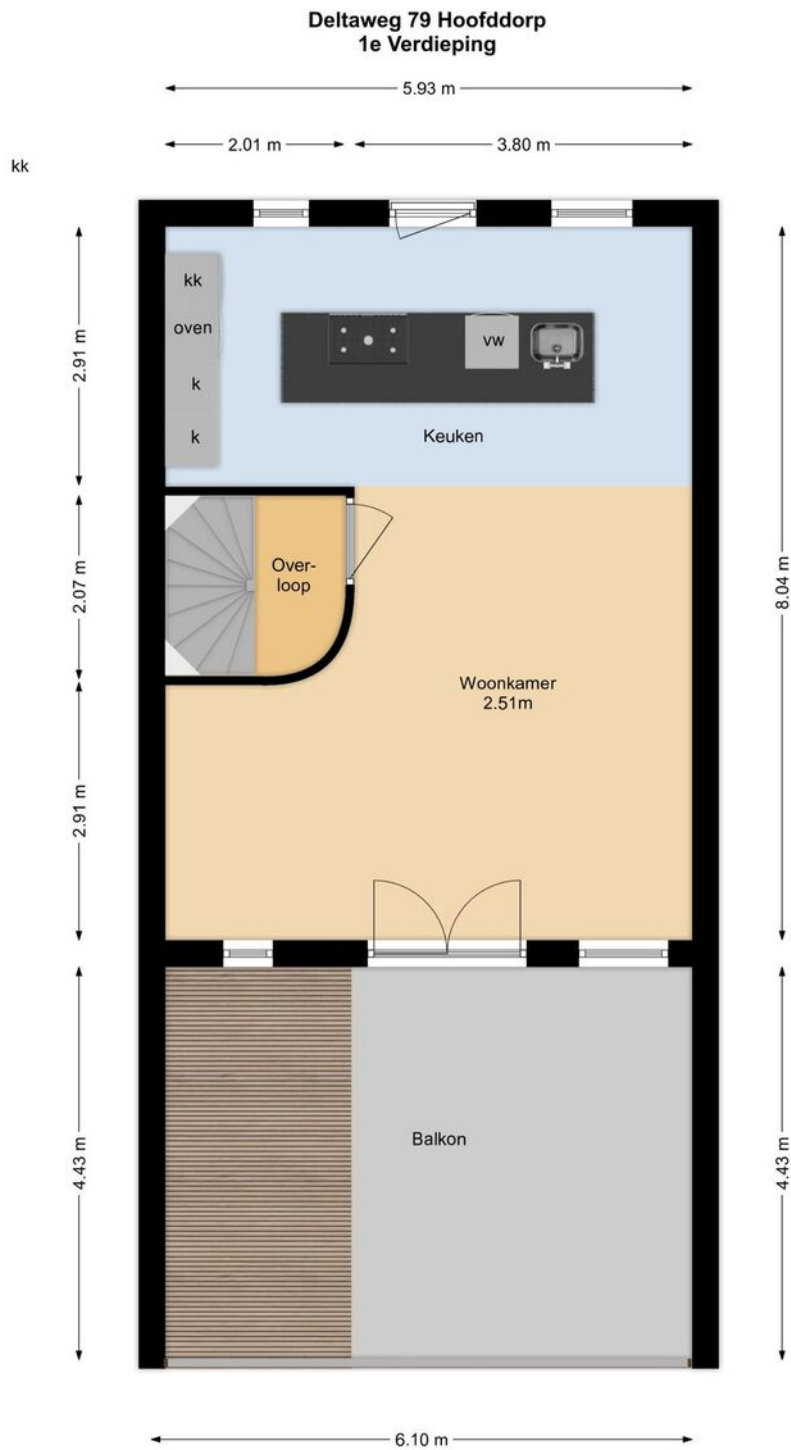 Deltaweg 79 Hoofddorp
1e Verdieping
5.93 m
2.01 m
3.80 m
kk
kk
oven
k
k
vw
Keuken
2.91 m
2.07 m
2.91 m
8.04 m
Over-
loop
Woonkamer
2.51m
Balkon
4.43 m
4.43 m
6.10 m